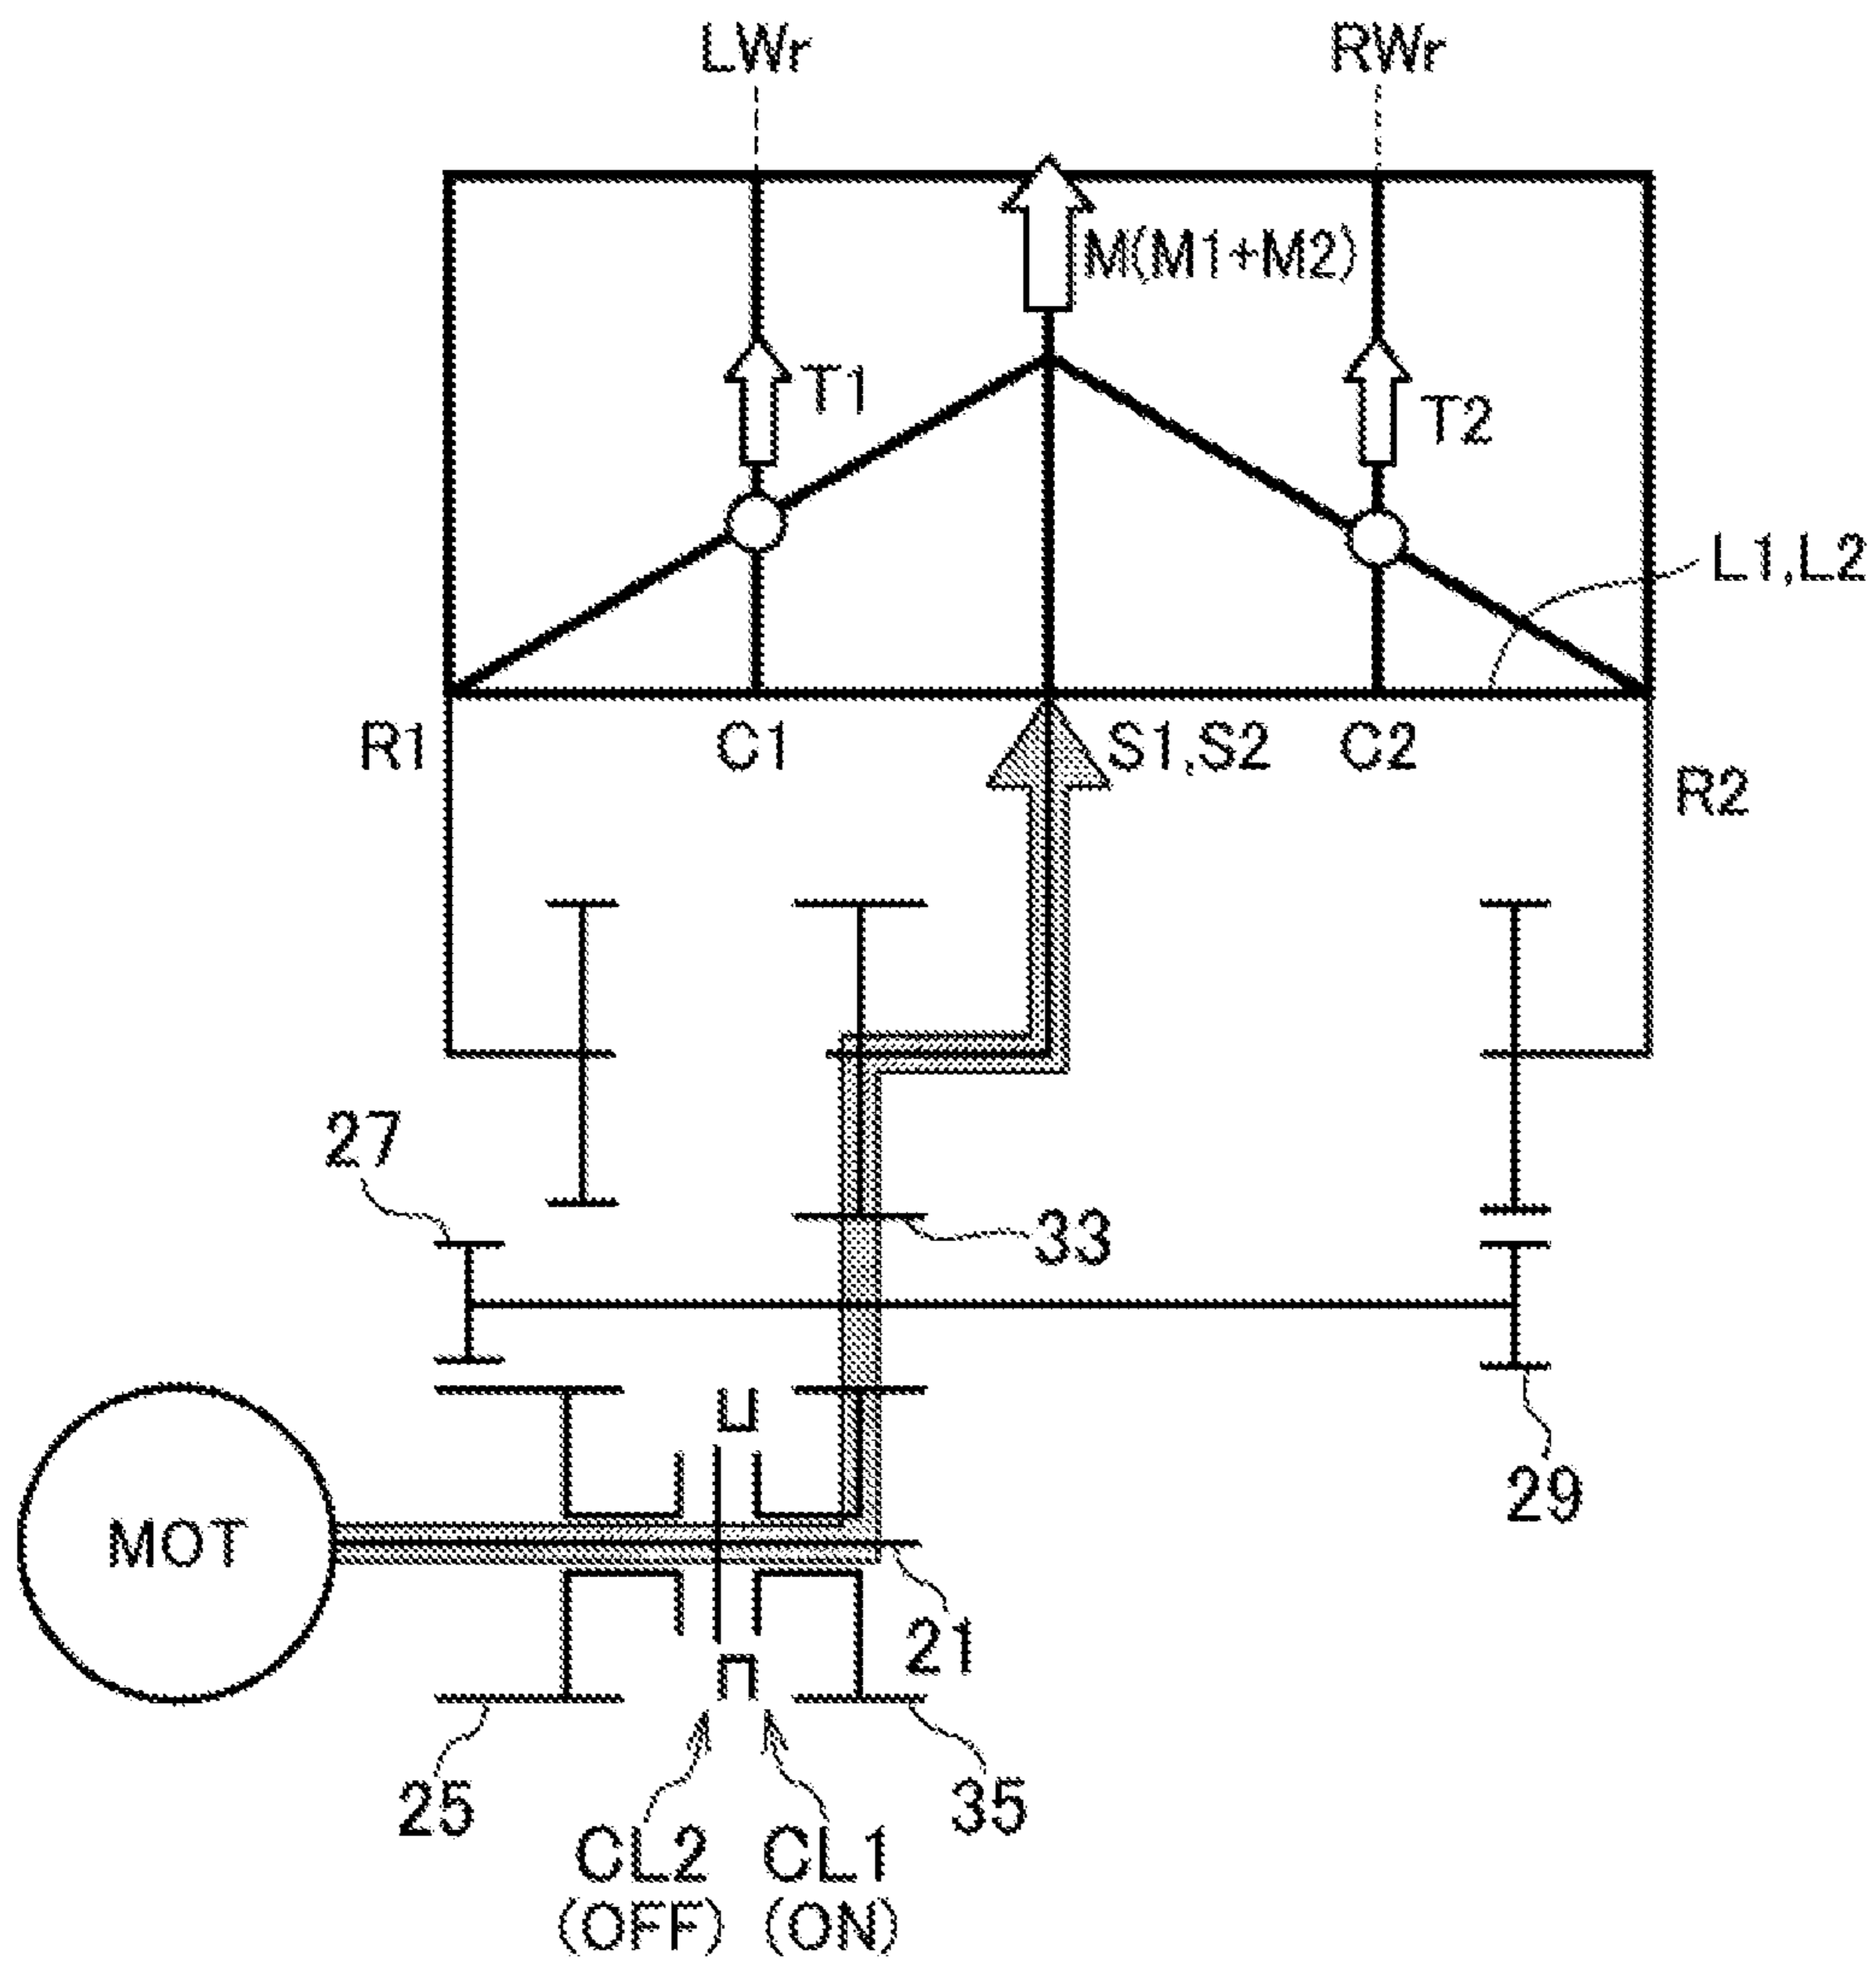 LWr RWr
M(M1+M2)
T1
T2
L1,L2
R1 C1 S1,S2 C2
R2
27
33
29
MOT
21
25 35
CL2 CL1
(OFF) (ON)